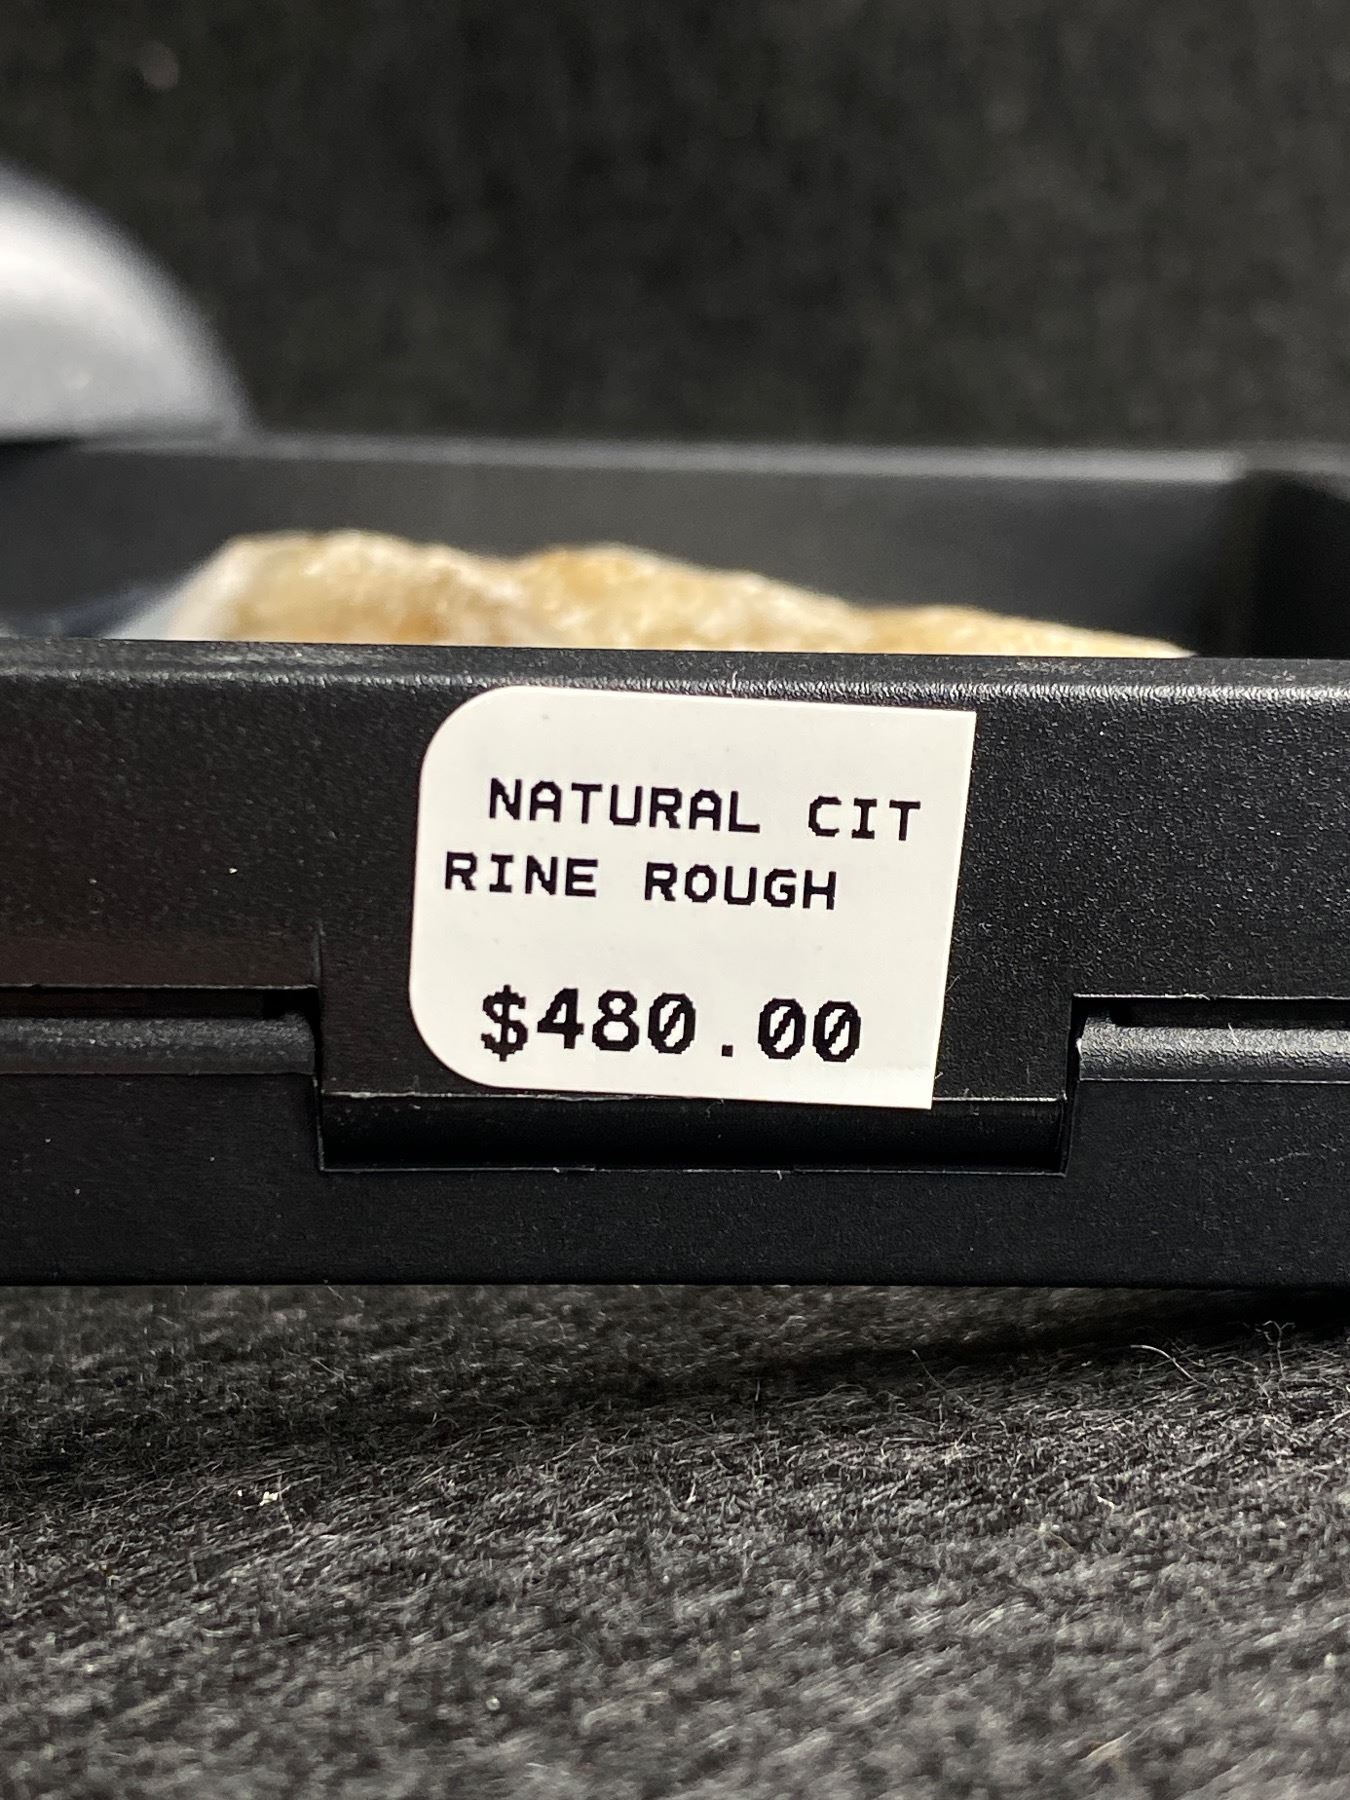 NATURAL CIT
RINE ROUGH
$480.00